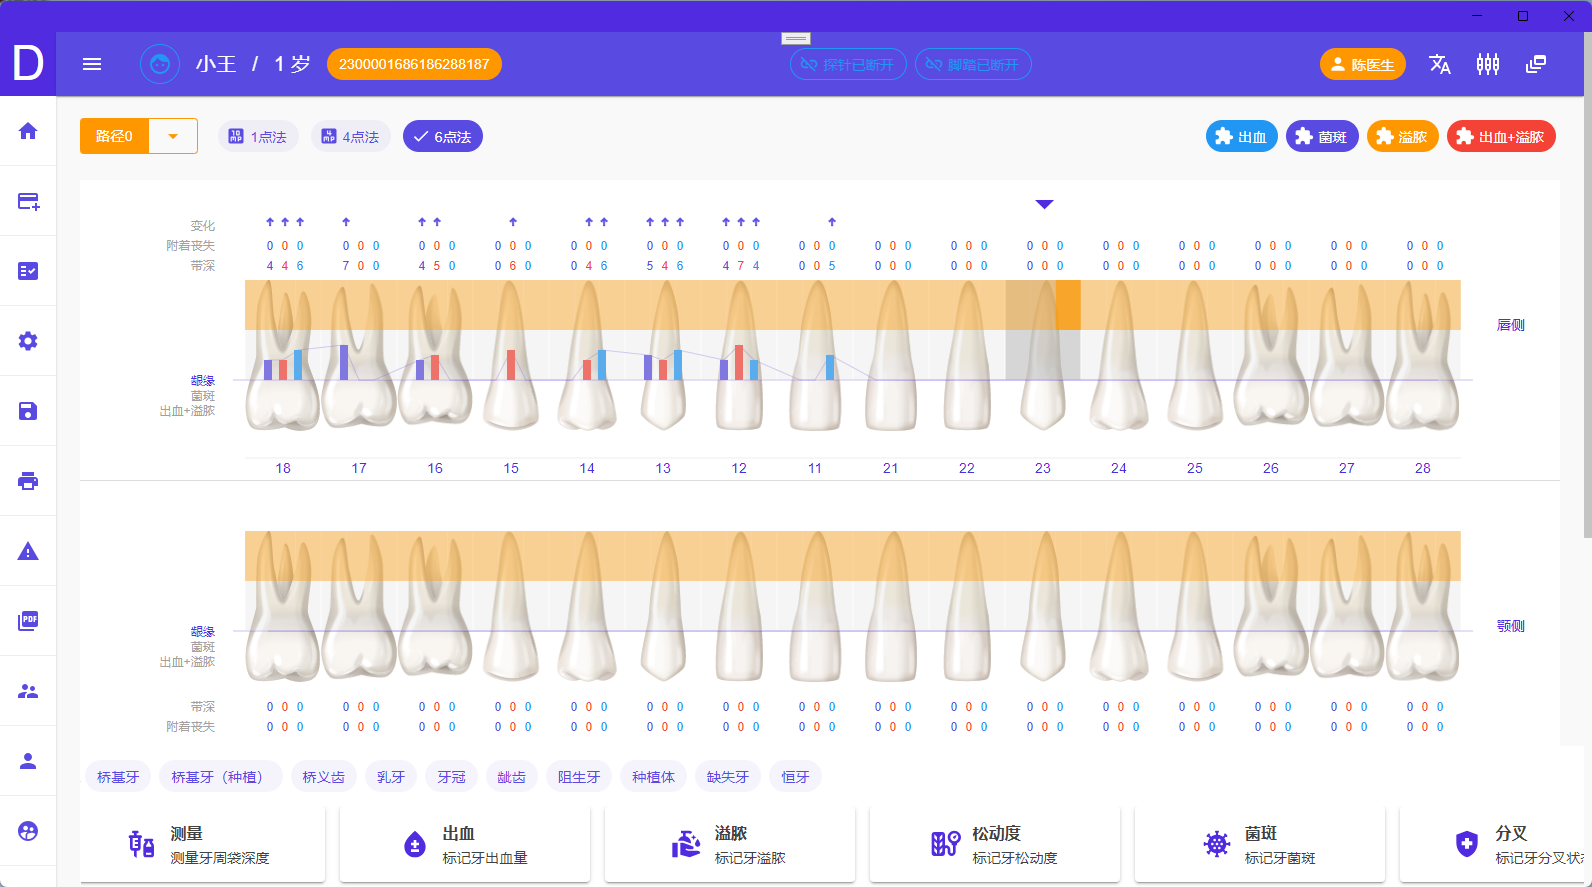 D
小王 / 1 岁
2300001686186288187
探针已断开
脚踏已断开
陈医生
路径0
1点法
4点法
6点法
出血
菌斑
溢脓
出血+溢脓
变化
附着丧失 0 0 0 0 0 0 0 0 0 0 0 0 0 0 0 0 0 0 0 0 0 0 0 0 0 0 0 0 0 0 0 0 0 0 0 0 0 0 0 0 0 0 0 0 0 0 0 0
带深 4 4 6 7 0 0 4 5 0 0 6 0 0 4 6 5 4 6 4 7 4 0 0 5 0 0 0 0 0 0 0 0 0 0 0 0 0 0 0 0 0 0 0 0 0 0 0 0
唇侧
龈缘
菌斑
出血+溢脓
18 17 16 15 14 13 12 11 21 22 23 24 25 26 27 28
龈缘
颚侧
菌斑
出血+溢脓
带深 0 0 0 0 0 0 0 0 0 0 0 0 0 0 0 0 0 0 0 0 0 0 0 0 0 0 0 0 0 0 0 0 0 0 0 0 0 0 0 0 0 0 0 0 0 0 0 0
附着丧失 0 0 0 0 0 0 0 0 0 0 0 0 0 0 0 0 0 0 0 0 0 0 0 0 0 0 0 0 0 0 0 0 0 0 0 0 0 0 0 0 0 0 0 0 0 0 0 0
桥基牙
桥基牙（种植）
桥义齿
乳牙
牙冠
龇齿
阻生牙
种植体
缺失牙
恒牙
测量
测量牙周袋深度
出血
标记牙出血量
溢脓
标记牙溢脓
松动度
标记牙松动度
菌斑
标记牙菌斑
分叉
标记牙分叉状